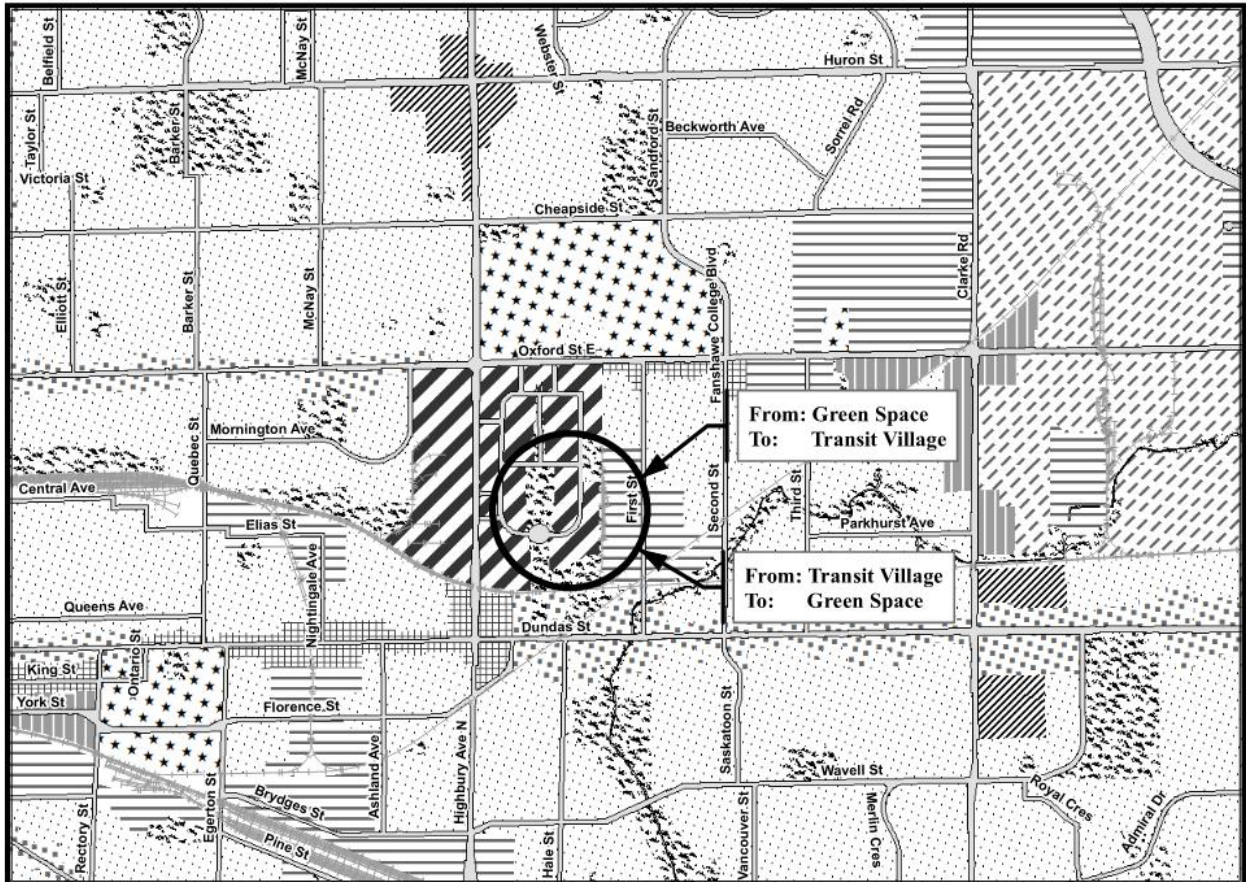 Belfield St
McNay St
Webster St
Huron St
Taylor St
Barker St
Sandford St
Beckworth Ave
Sorrel Rd
Victoria St
Cheapside St
Elliott St
Barker St
McNay St
Fanshawe College Blvd
Clarke Rd
Oxford St E
From: Green Space
To: Transit Village
Quebec St
Mornington Ave
Central Ave
Elias St
First St
Second St
Third St
Parkhurst Ave
Nightingale Ave
From: Transit Village
To: Green Space
Queens Ave
Dundas St
Ontario St
King St
York St
Florence St
Saskatoon St
Ashland Ave
Highbury Ave N
Wavell St
Rectory St
Egerton St
Brydges St
Pine St
Hale St
Vancouver St
Merlin Cres
Royal Cres
Admiral Dr